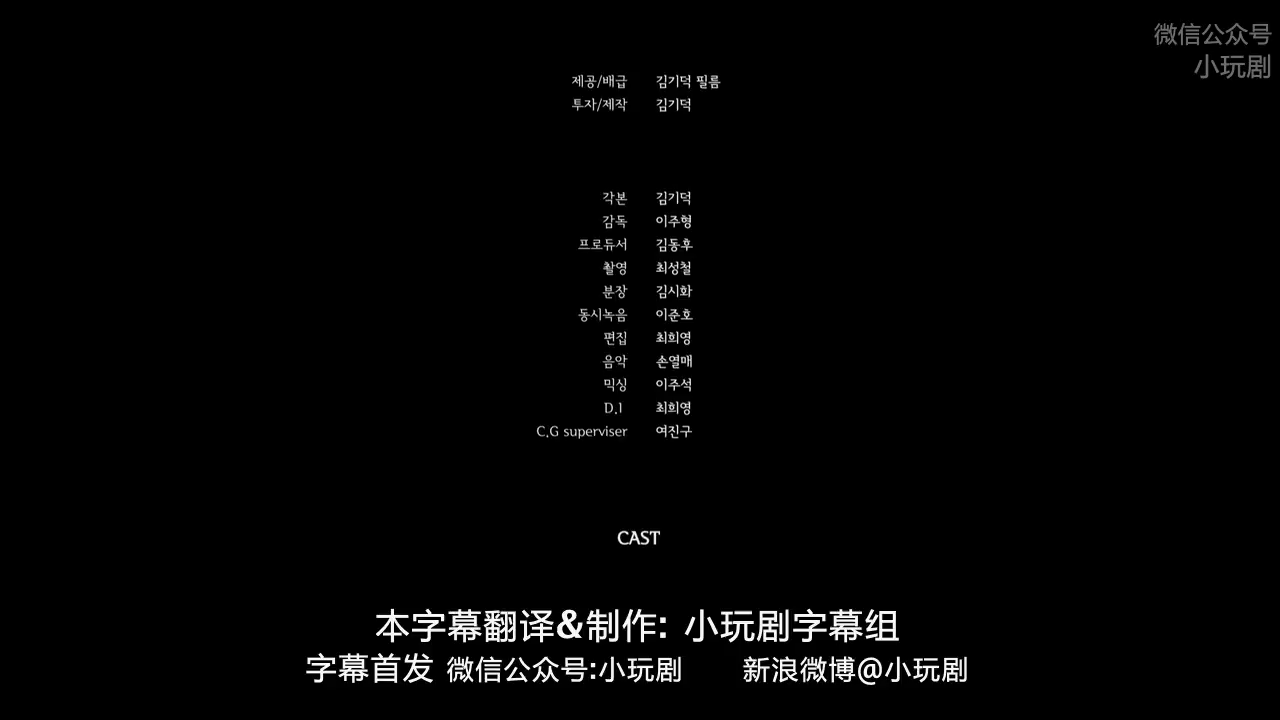 微信公众号
小玩剧
제공/배급 김기덕 필름
투자/제작 김기덕
각본 김기덕
감독 이주형
프로듀서 김동후
촬영 최성철
분장 김시화
동시녹음 이준호
편집 최희영
음악 손열매
믹싱 이주석
D.I 최희영
C.G superviser 여진구
CAST
本字幕翻译&制作: 小玩剧字幕组
字幕首发 微信公众号:小玩剧 新浪微博@小玩剧